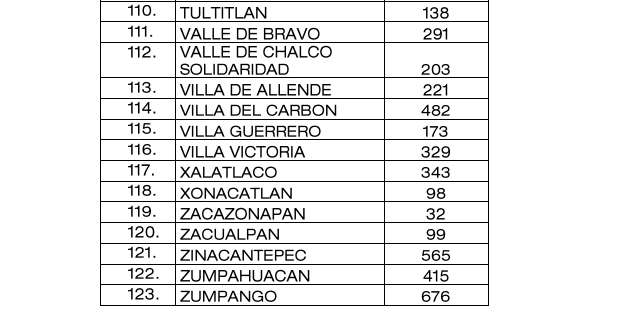 110. TULTITLAN 138
111. VALLE DE BRAVO 291
112. VALLE DE CHALCO
SOLIDARIDAD 203
113. VILLA DE ALLENDE 221
114. VILLA DEL CARBON 482
115. VILLA GUERRERO 173
116. VILLA VICTORIA 329
117. XALATLACO 343
118. XONACATLAN 98
119. ZACAZONAPAN 32
120. ZACUALPAN 99
121. ZINACANTEPEC 565
122. ZUMPAHUACAN 415
123. ZUMPANGO 676